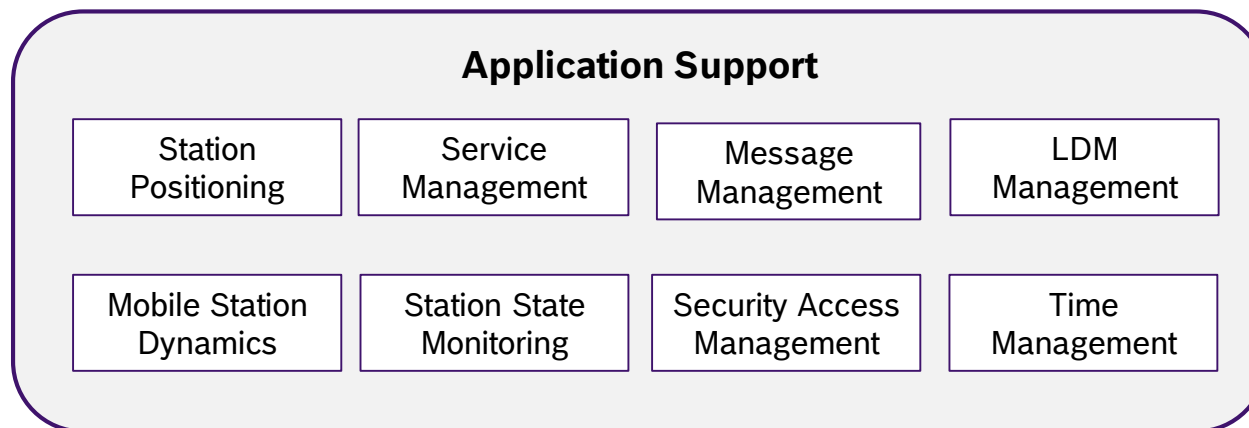 Application Support
Station
Positioning
Service
Management
Message
Management
LDM
Management
Mobile Station
Dynamics
Station State
Monitoring
Security Access
Management
Time
Management